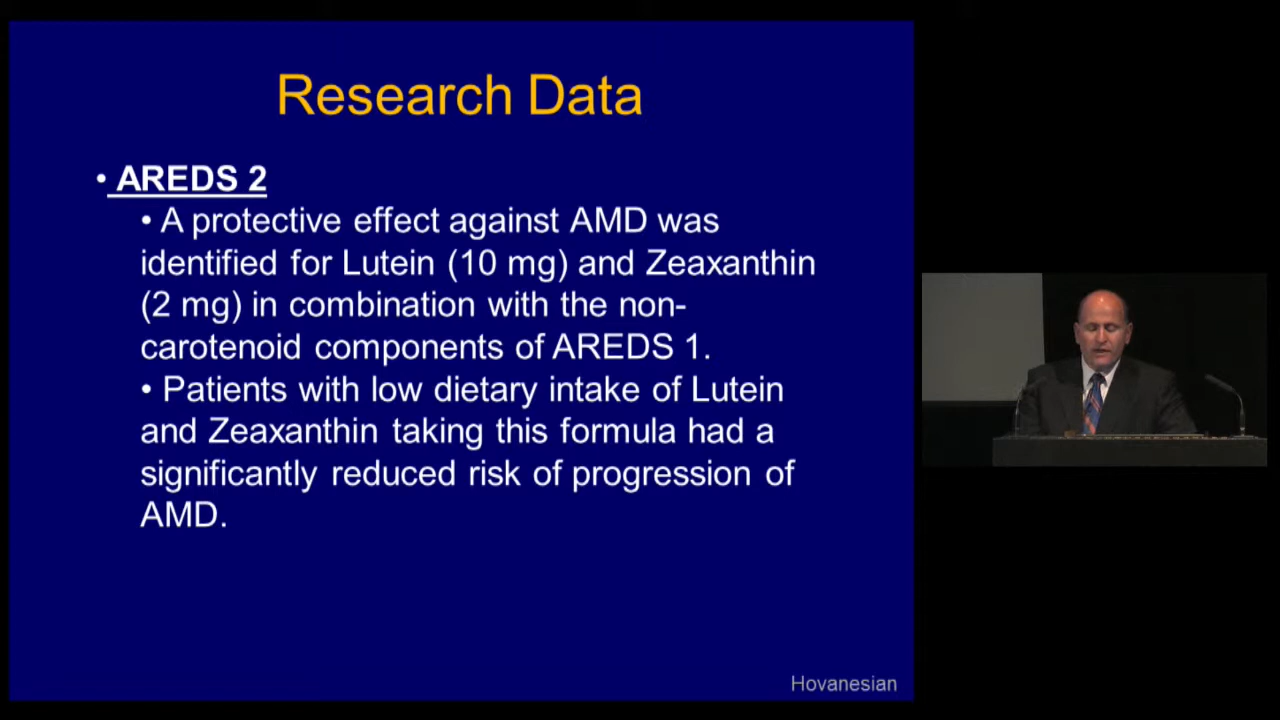 Research Data
• AREDS 2
• A protective effect against AMD was
identified for Lutein (10 mg) and Zeaxanthin
(2 mg) in combination with the non-
carotenoid components of AREDS 1.
• Patients with low dietary intake of Lutein
and Zeaxanthin taking this formula had a
significantly reduced risk of progression of
AMD.
Hovanesian